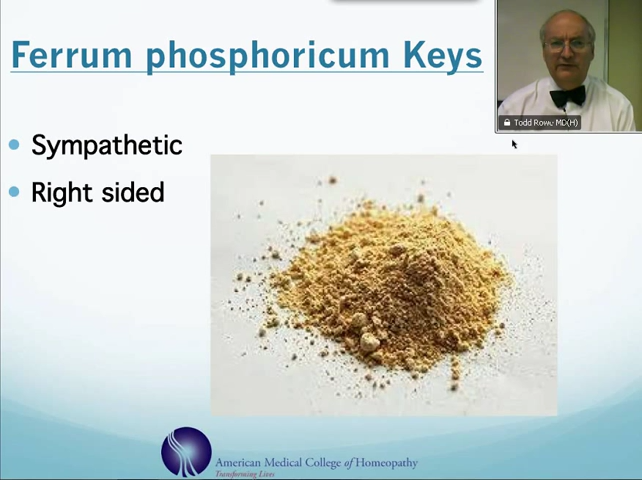 Ferrum phosphoricum Keys
Todd Rowe MD(H)
Sympathetic
Right sided
American Medical College of Homeopathy
Transforming Lives